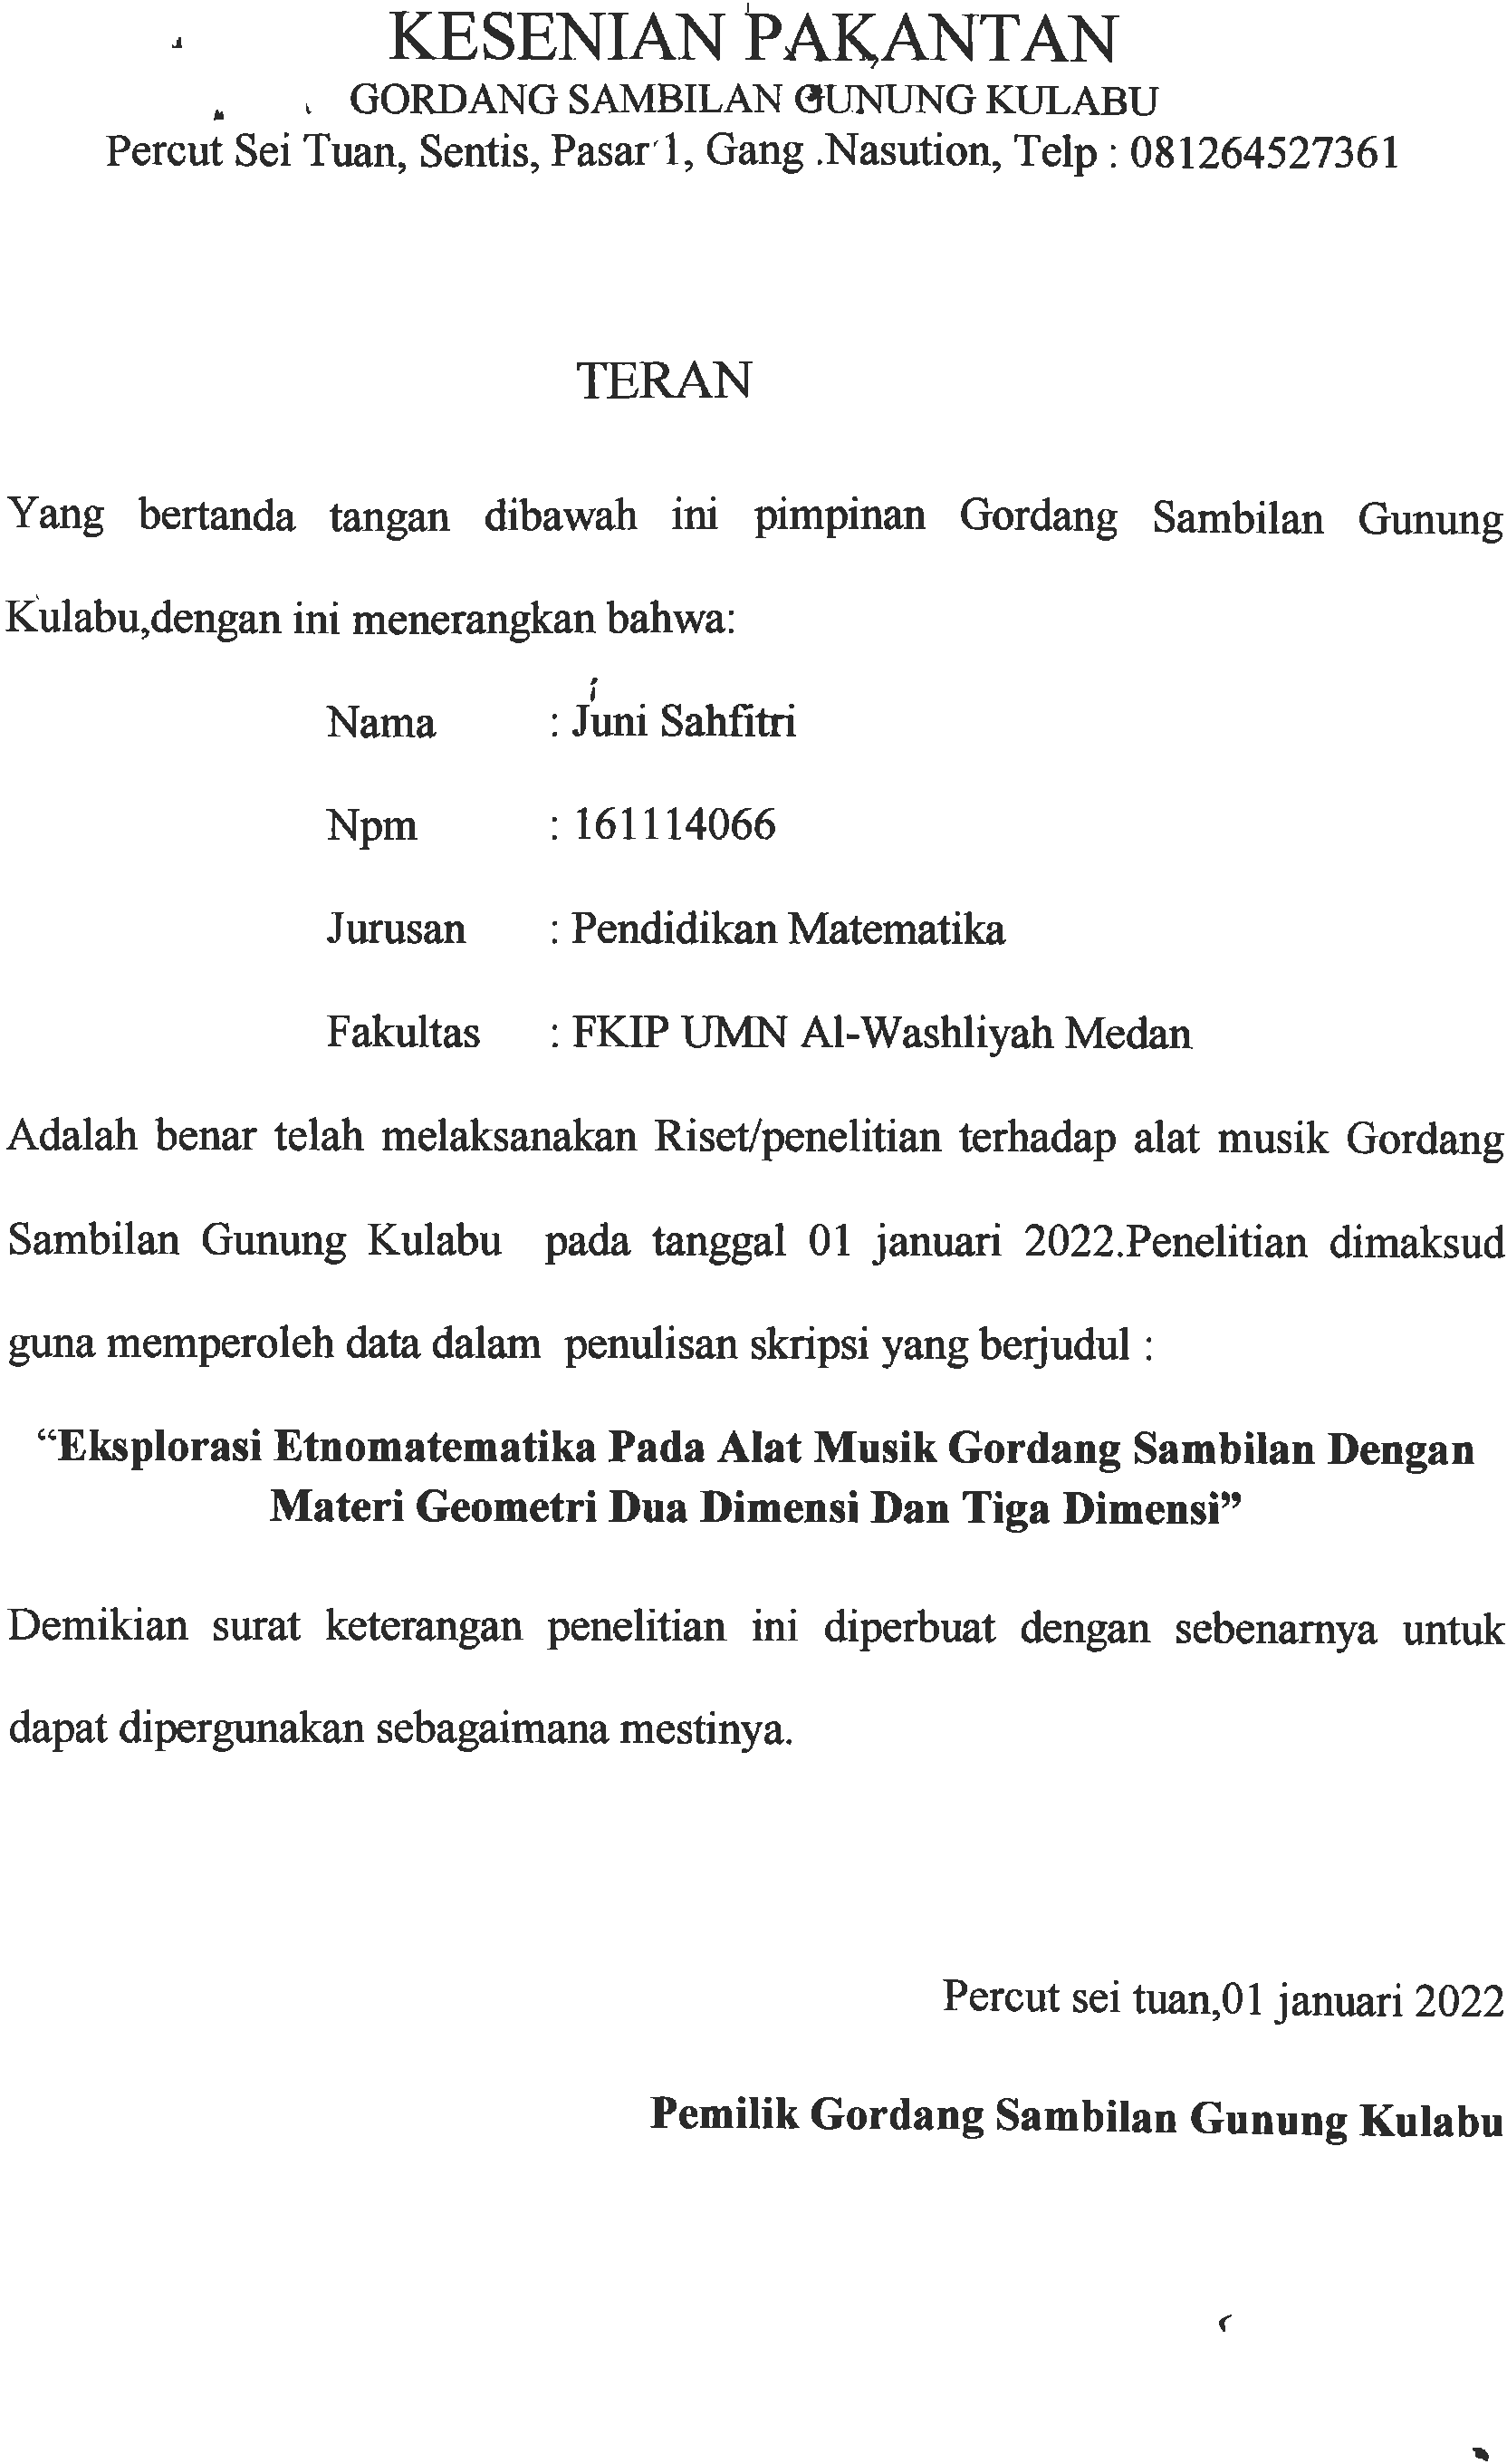 KESENIAN PAKANTAN
GORDANG SAMBILAN GUNUNG KULABU
Percut Sei Tuan, Sentis, Pasar 1, Gang .Nasution, Telp : 081264527361
TERAN
Yang bertanda tangan dibawah ini pimpinan Gordang Sambilan Gunung
Kulabu,dengan ini menerangkan bahwa:
Nama : Juni Sahfitri
Npm : 161114066
Jurusan : Pendidikan Matematika
Fakultas : FKIP UMN Al-Washliyah Medan
Adalah benar telah melaksanakan Riset/penelitian terhadap alat musik Gordang
Sambilan Gunung Kulabu pada tanggal 01 januari 2022.Penelitian dimaksud
guna memperoleh data dalam penulisan skripsi yang berjudul :
“Eksplorasi Etnomatematika Pada Alat Musik Gordang Sambilan Dengan
Materi Geometri Dua Dimensi Dan Tiga Dimensi”
Demikian surat keterangan penelitian ini diperbuat dengan sebenarnya untuk
dapat dipergunakan sebagaimana mestinya.
Percut sei tuan,01 januari 2022
Pemilik Gordang Sambilan Gunung Kulabu